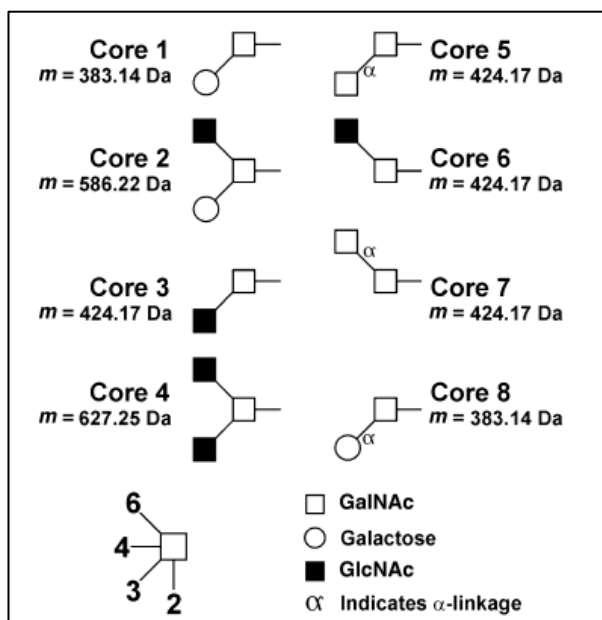 Core 1
m = 383.14 Da
Core 5
α
m = 424.17 Da
Core 2
m = 586.22 Da
Core 6
m = 424.17 Da
Core 3
m = 424.17 Da
α
Core 7
m = 424.17 Da
Core 4
m = 627.25 Da
Core 8
α
m = 383.14 Da
6
4
3
2
GalNAc
Galactose
GlcNAc
α Indicates α-linkage